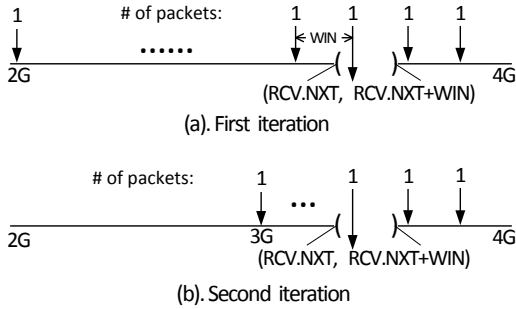 # of packets:
1 1 1 1 1
WIN
......
( )
2G 4G
(RCV.NXT, RCV.NXT+WIN)
(a). First iteration
# of packets:
1 1 1 1
...
( )
2G 3G 4G
(RCV.NXT, RCV.NXT+WIN)
(b). Second iteration